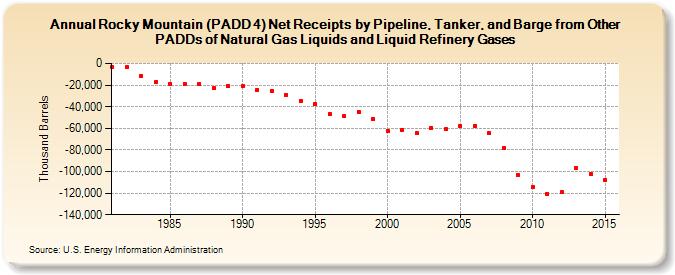 Annual Rocky Mountain (PADD 4) Net Receipts by Pipeline, Tanker, and Barge from Other
PADDs of Natural Gas Liquids and Liquid Refinery Gases
Thousand Barrels
0
-20,000
-40,000
-60,000
-80,000
-100,000
-120,000
-140,000
1985 1990 1995 2000 2005 2010 2015
Source: U.S. Energy Information Administration